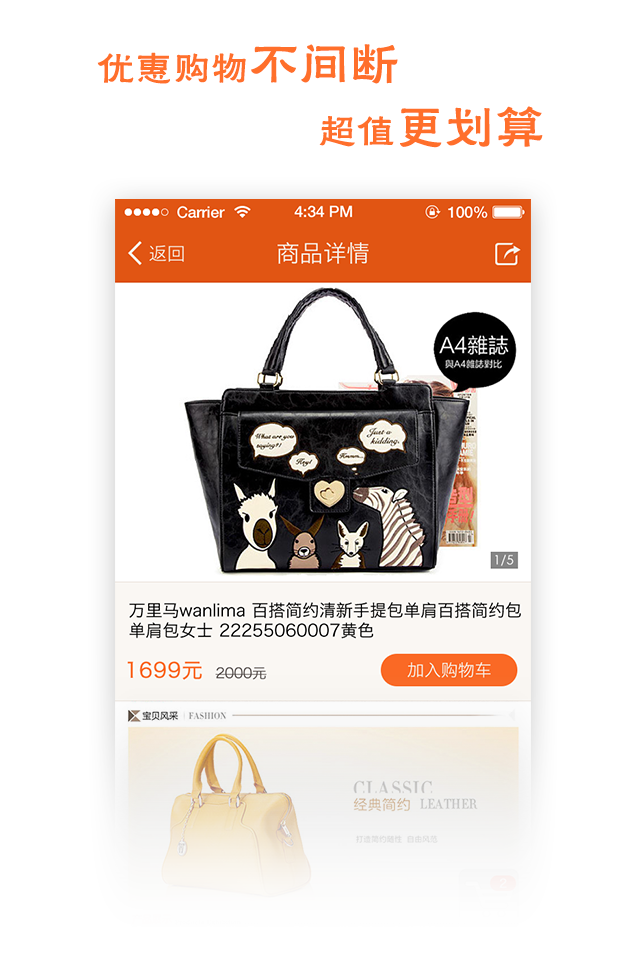 优惠购物不间断
超值更划算
Carrier 4:34 PM 100%
返回 商品详情
A4雜誌
與A4雜誌對比
What are you saying?!
Just a kidding.
Hey!
Hmmm...
1/5
万里马wanlima 百搭简约清新手提包单肩百搭简约包
单肩包女士 22255060007黄色
1699元 2000元 加入购物车
宝贝风采 FASHION
CLASSIC
经典简约 LEATHER